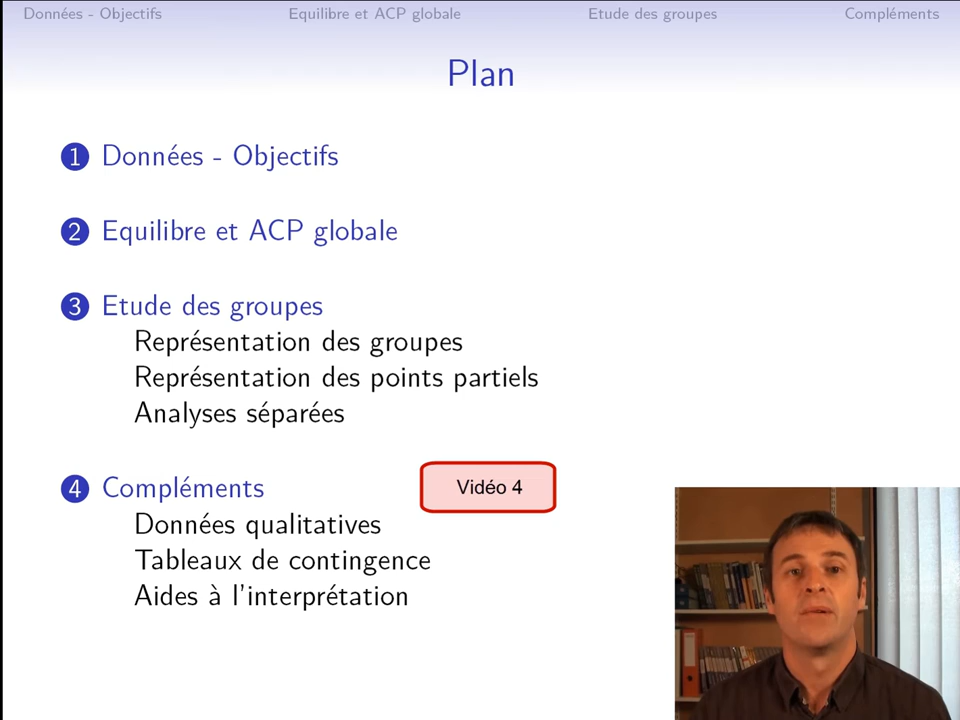 Données - Objectifs Equilibre et ACP globale Etude des groupes Compléments
Plan
1 Données - Objectifs
2 Equilibre et ACP globale
3 Etude des groupes
Représentation des groupes
Représentation des points partiels
Analyses séparées
4 Compléments
Vidéo 4
Données qualitatives
Tableaux de contingence
Aides à l'interprétation